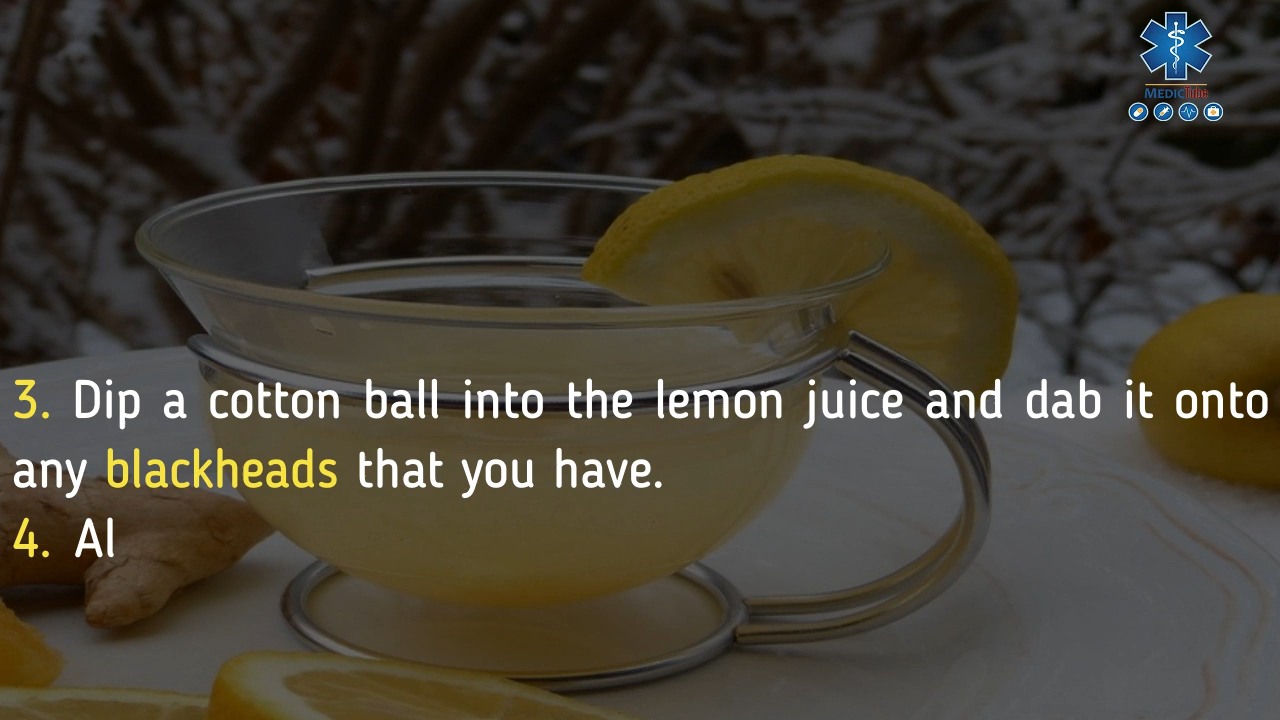 MEDICTube
3. Dip a cotton ball into the lemon juice and dab it onto
any blackheads that you have.
4. Al